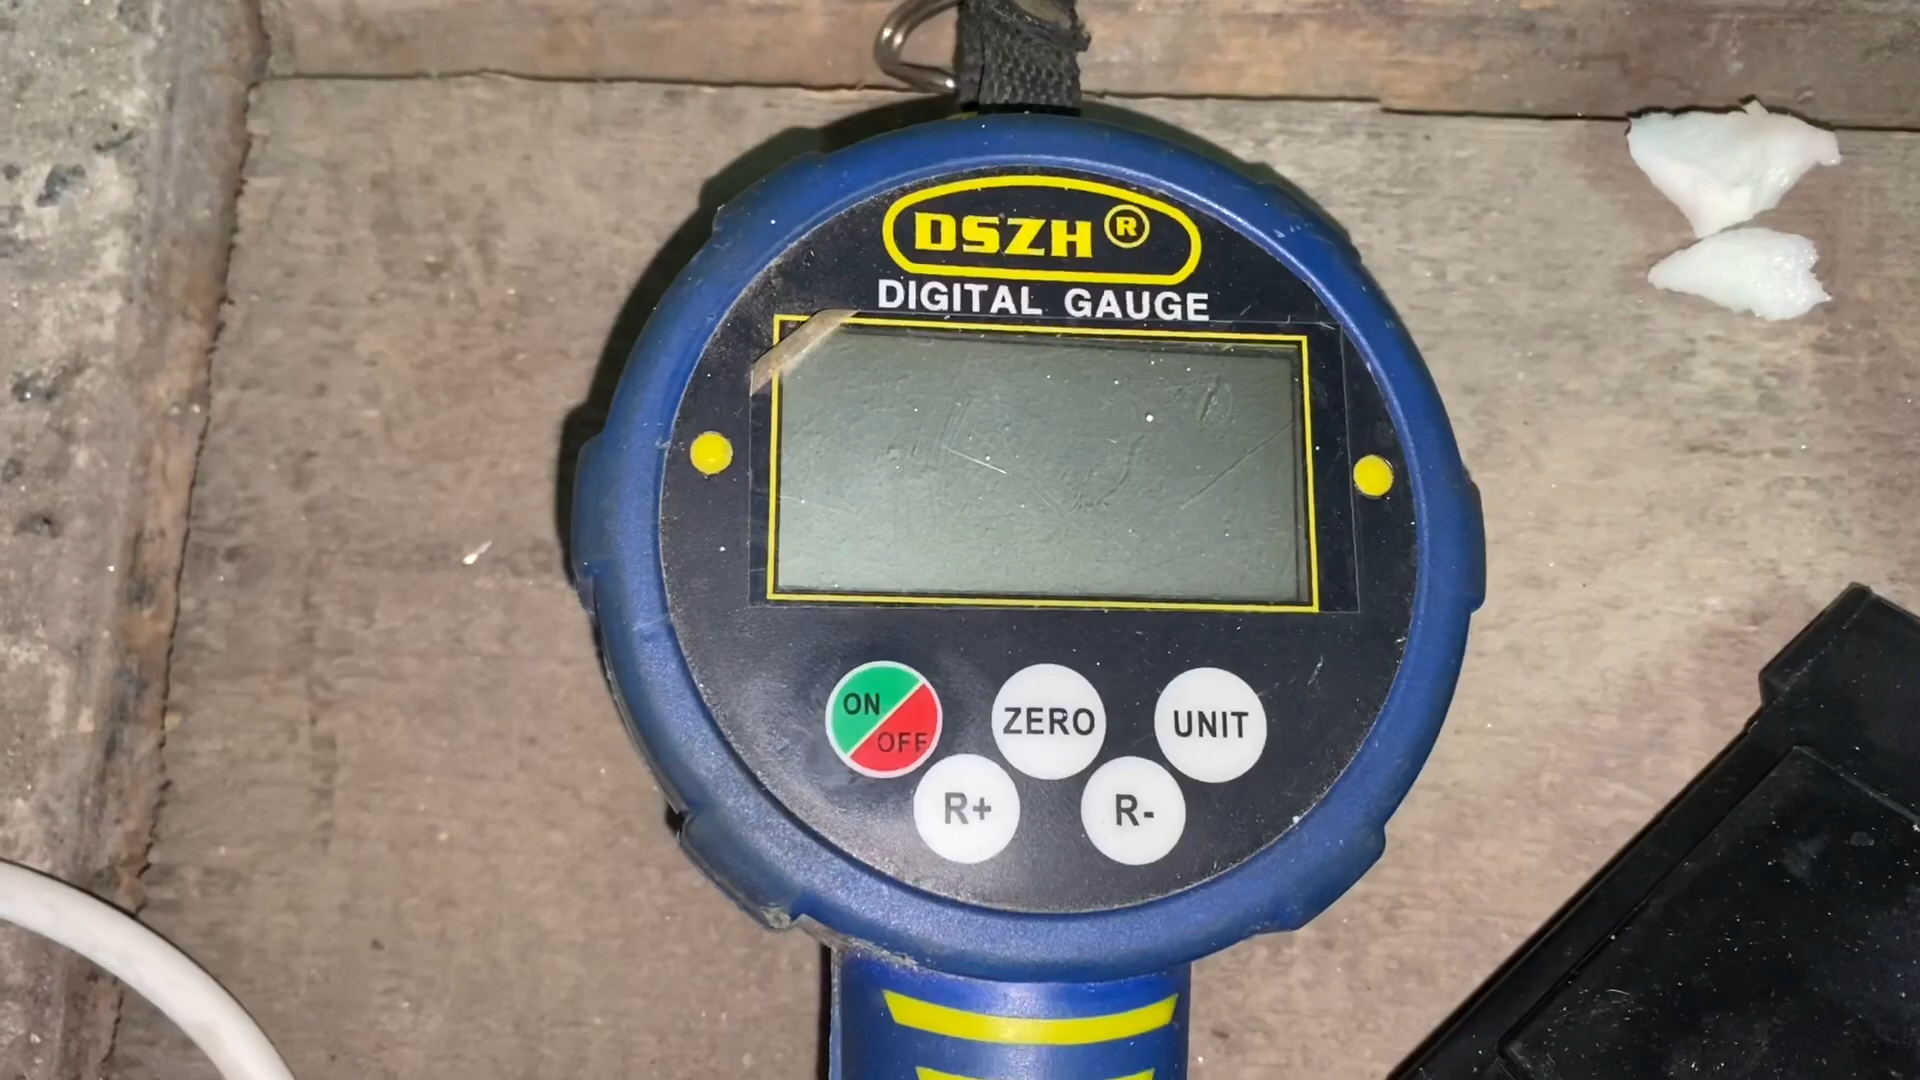 DSZH ®
DIGITAL GAUGE
ON
OFF
ZERO
UNIT
R+
R-